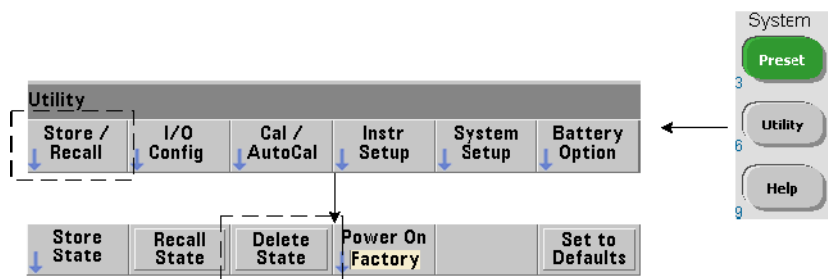 System
Preset
3
Utility
6
Help
9
Utility
Store / Recall
I/O Config
Cal / AutoCal
Instr Setup
System Setup
Battery Option
Store State
Recall State
Delete State
Power On Factory
Set to Defaults